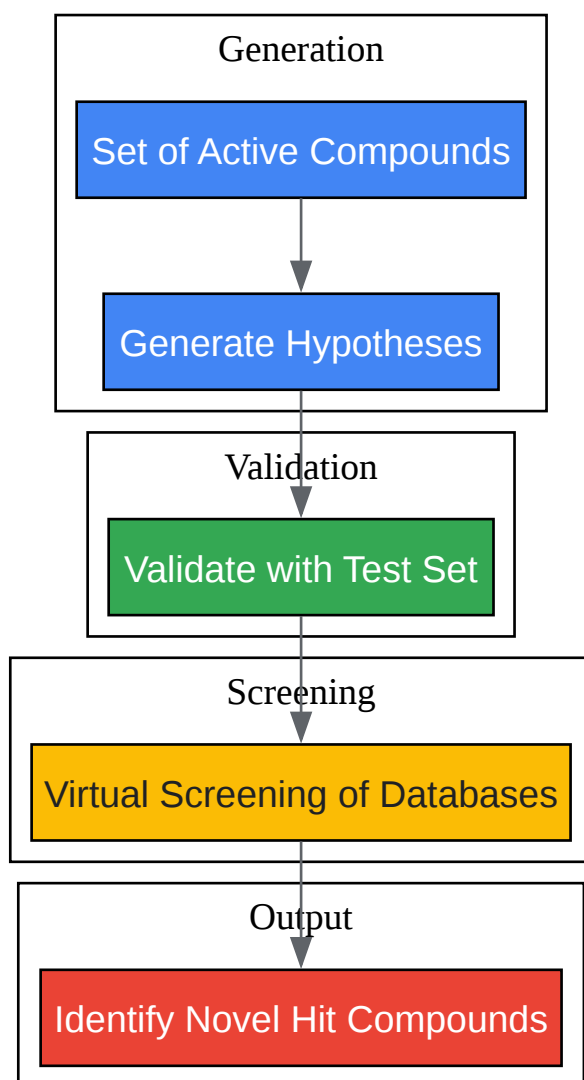 Generation
Set of Active Compounds
Generate Hypotheses
Validation
Validate with Test Set
Screening
Virtual Screening of Databases
Output
Identify Novel Hit Compounds